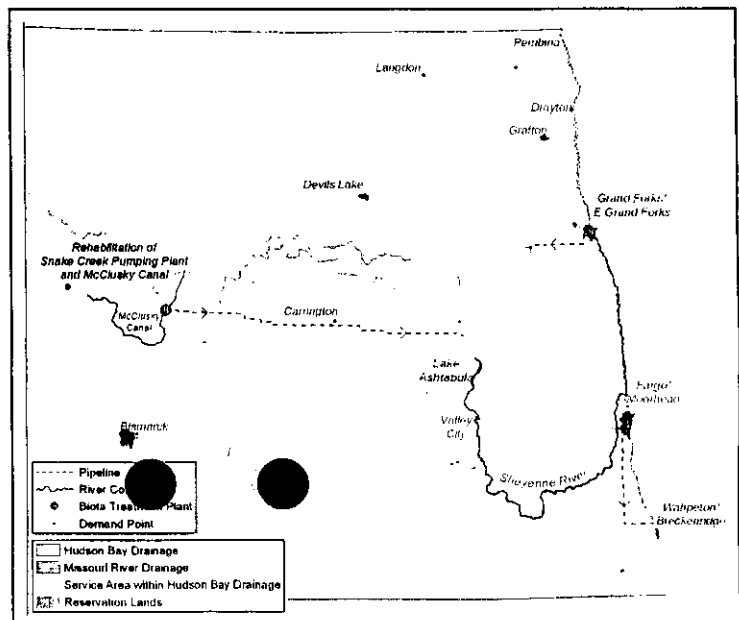 Pembina
Langdon
Drayton
Grafton
Devils Lake
Grand Forks/
E Grand Forks
Rehabilitation of
Snake Creek Pumping Plant
and McClusky Canal
McClusky
Canal
Carrington
Lake
Ashtabula
Fargo/
Moorhead
Valley
City
Bismarck
Sheyenne River
Wahpeton/
Breckenridge
Pipeline
River
Biota Treatment Plant
Demand Point
Hudson Bay Drainage
Missouri River Drainage
Service Area within Hudson Bay Drainage
Reservation Lands